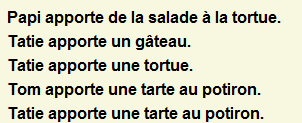 Papi apporte de la salade à la tortue.
Tatie apporte un gâteau.
Tatie apporte une tortue.
Tom apporte une tarte au potiron.
Tatie apporte une tarte au potiron.